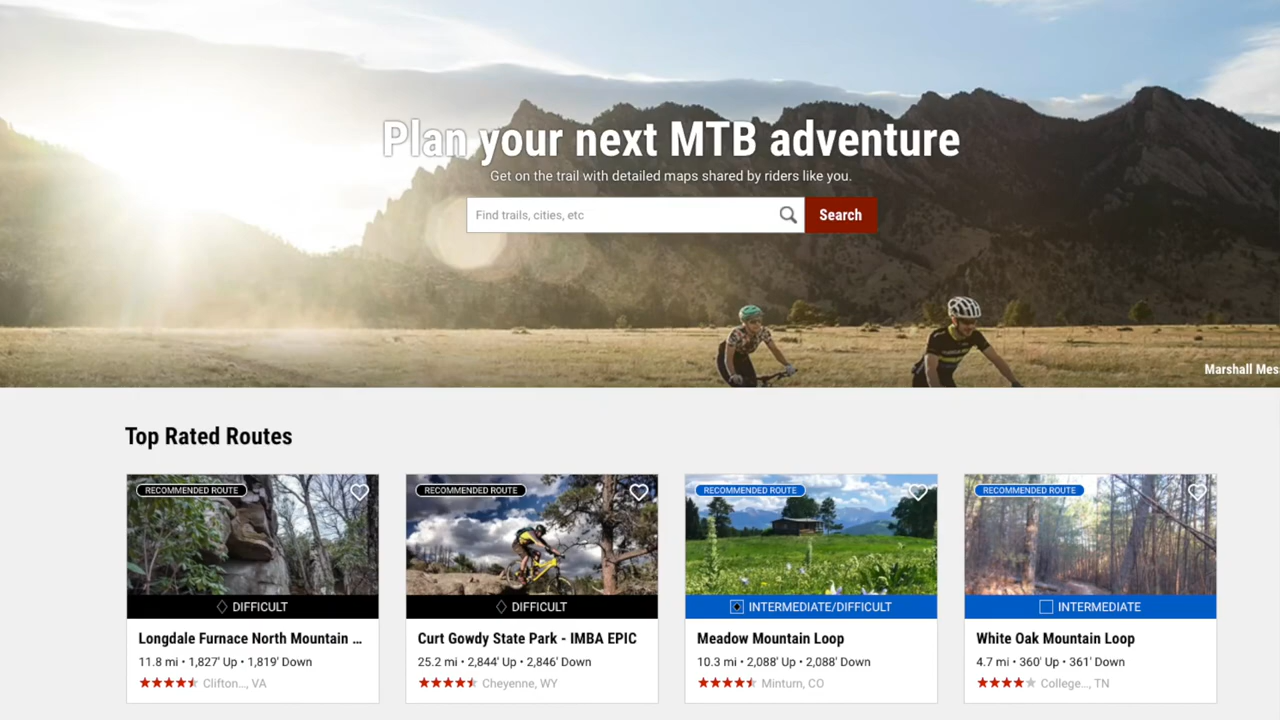 Plan your next MTB adventure
Get on the trail with detailed maps shared by riders like you.
Find trails, cities, etc
Search
Marshall Mes
Top Rated Routes
RECOMMENDED ROUTE
DIFFICULT
Longdale Furnace North Mountain ...
11.8 mi • 1,827' Up • 1,819' Down
Clifton..., VA
RECOMMENDED ROUTE
DIFFICULT
Curt Gowdy State Park - IMBA EPIC
25.2 mi • 2,844' Up • 2,846' Down
Cheyenne, WY
RECOMMENDED ROUTE
INTERMEDIATE/DIFFICULT
Meadow Mountain Loop
10.3 mi • 2,088' Up • 2,088' Down
Minturn, CO
RECOMMENDED ROUTE
INTERMEDIATE
White Oak Mountain Loop
4.7 mi • 360' Up • 361' Down
College..., TN